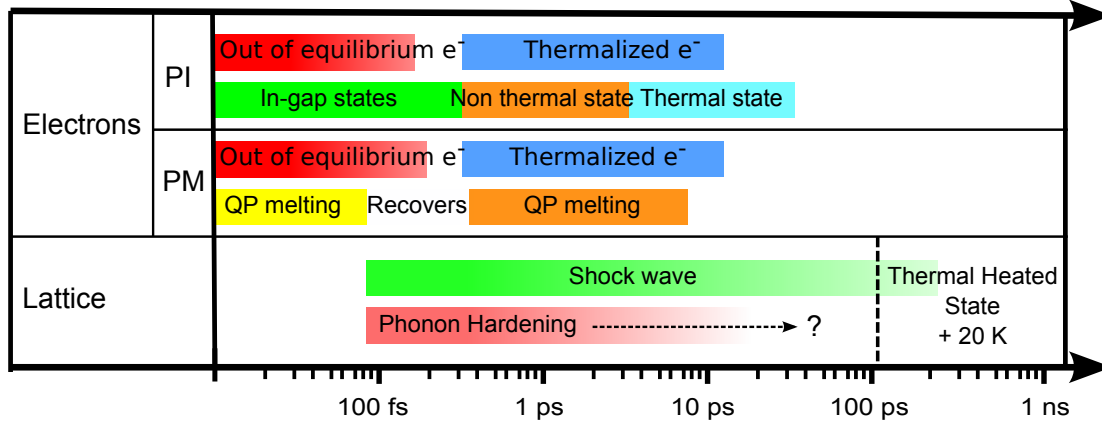 Out of equilibrium e⁻ Thermalized e⁻
PI
In-gap states Non thermal state Thermal state
Electrons
Out of equilibrium e⁻ Thermalized e⁻
PM
QP melting Recovers QP melting
Shock wave Thermal Heated
Lattice State
Phonon Hardening ? + 20 K
100 fs 1 ps 10 ps 100 ps 1 ns